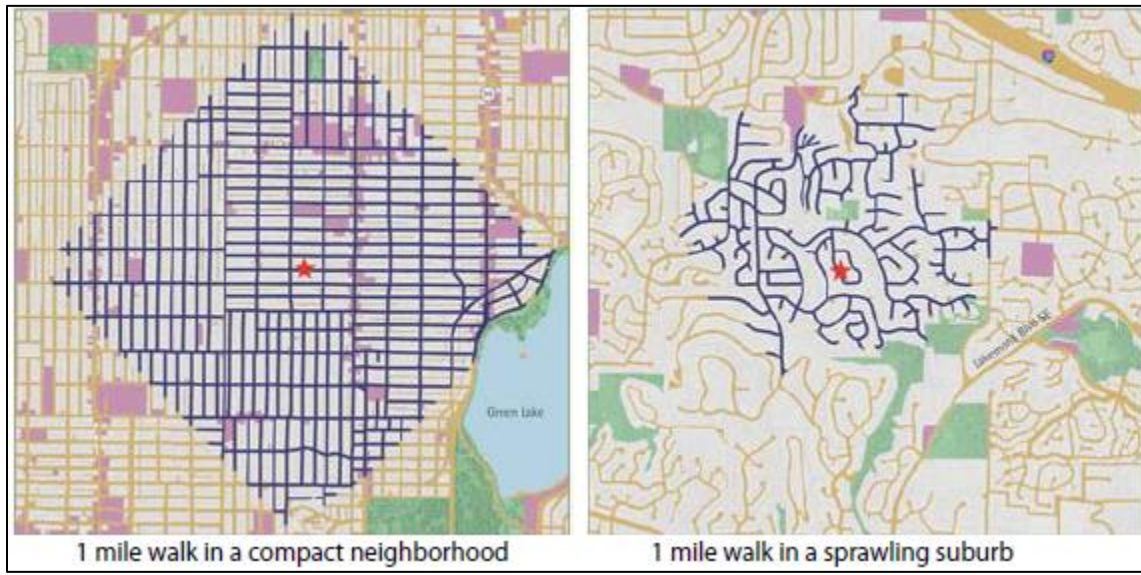 Green Lake
Lakemont Blvd SE
1 mile walk in a compact neighborhood
1 mile walk in a sprawling suburb